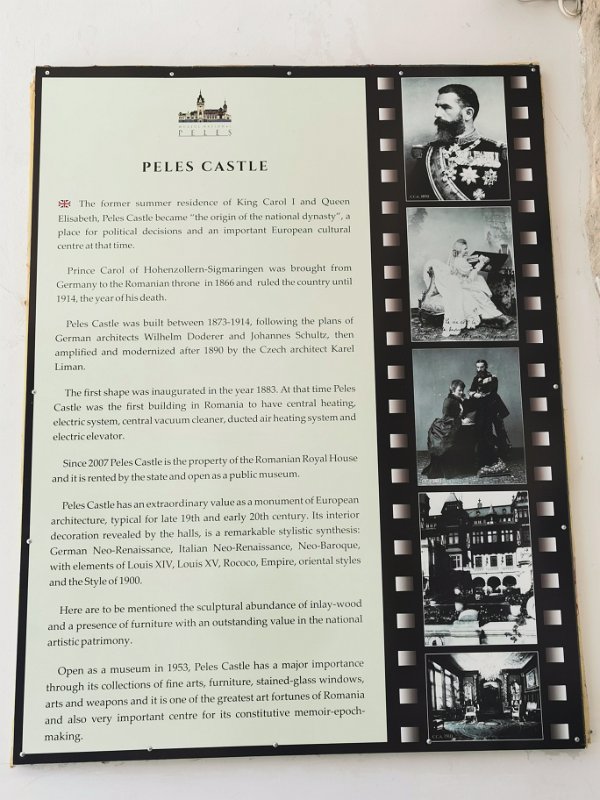 MUZEUL NAȚIONAL
PELES
PELES CASTLE
The former summer residence of King Carol I and Queen
Elisabeth, Peles Castle became "the origin of the national dynasty", a
place for political decisions and an important European cultural
centre at that time.
Prince Carol of Hohenzollern-Sigmaringen was brought from
Germany to the Romanian throne in 1866 and ruled the country until
1914, the year of his death.
Peles Castle was built between 1873-1914, following the plans of
German architects Wilhelm Doderer and Johannes Schultz, then
amplified and modernized after 1890 by the Czech architect Karel
Liman.
The first shape was inaugurated in the year 1883. At that time Peles
Castle was the first building in Romania to have central heating,
electric system, central vacuum cleaner, ducted air heating system and
electric elevator.
Since 2007 Peles Castle is the property of the Romanian Royal House
and it is rented by the state and open as a public museum.
Peles Castle has an extraordinary value as a monument of European
architecture, typical for late 19th and early 20th century. Its interior
decoration revealed by the halls, is a remarkable stylistic synthesis:
German Neo-Renaissance, Italian Neo-Renaissance, Neo-Baroque,
with elements of Louis XIV, Louis XV, Rococo, Empire, oriental styles
and the Style of 1900.
Here are to be mentioned the sculptural abundance of inlay-wood
and a presence of furniture with an outstanding value in the national
artistic patrimony.
Open as a museum in 1953, Peles Castle has a major importance
through its collections of fine arts, furniture, stained-glass windows,
arts and weapons and it is one of the greatest art fortunes of Romania
and also very important centre for its constitutive memoir-epoch-
making.